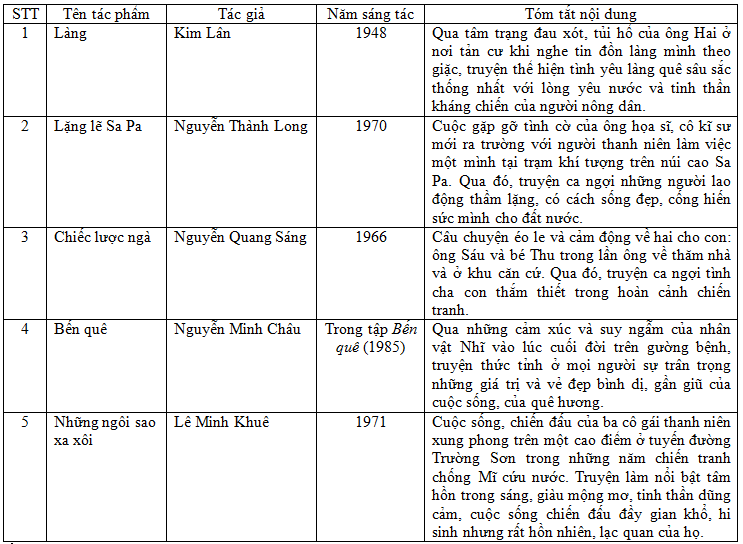 STT Tên tác phẩm Tác giả Năm sáng tác Tóm tắt nội dung
1 Làng Kim Lân 1948 Qua tâm trạng đau xót, tủi hổ của ông Hai ở
nơi tản cư khi nghe tin đồn làng mình theo
giặc, truyện thể hiện tình yêu làng quê sâu sắc
thống nhất với lòng yêu nước và tinh thần
kháng chiến của người nông dân.
2 Lặng lẽ Sa Pa Nguyễn Thành Long 1970 Cuộc gặp gỡ tình cờ của ông họa sĩ, cô kĩ sư
mới ra trường với người thanh niên làm việc
một mình tại trạm khí tượng trên núi cao Sa
Pa. Qua đó, truyện ca ngợi những người lao
động thầm lặng, có cách sống đẹp, cống hiến
sức mình cho đất nước.
3 Chiếc lược ngà Nguyễn Quang Sáng 1966 Câu chuyện éo le và cảm động về hai cho con:
ông Sáu và bé Thu trong lần ông về thăm nhà
và ở khu căn cứ. Qua đó, truyện ca ngợi tình
cha con thắm thiết trong hoàn cảnh chiến
tranh.
4 Bến quê Nguyễn Minh Châu Trong tập Bến Qua những cảm xúc và suy ngẫm của nhân
quê (1985) vật Nhĩ vào lúc cuối đời trên gường bệnh,
truyện thức tỉnh ở mọi người sự trân trọng
những giá trị và vẻ đẹp bình dị, gần giũ của
cuộc sống, của quê hương.
5 Những ngôi sao Lê Minh Khuê 1971 Cuộc sống, chiến đấu của ba cô gái thanh niên
xa xôi xung phong trên một cao điểm ở tuyến đường
Trường Sơn trong những năm chiến tranh
chống Mĩ cứu nước. Truyện làm nổi bật tâm
hồn trong sáng, giàu mộng mơ, tinh thần dũng
cảm, cuộc sống chiến đấu đầy gian khổ, hi
sinh nhưng rất hồn nhiên, lạc quan của họ.